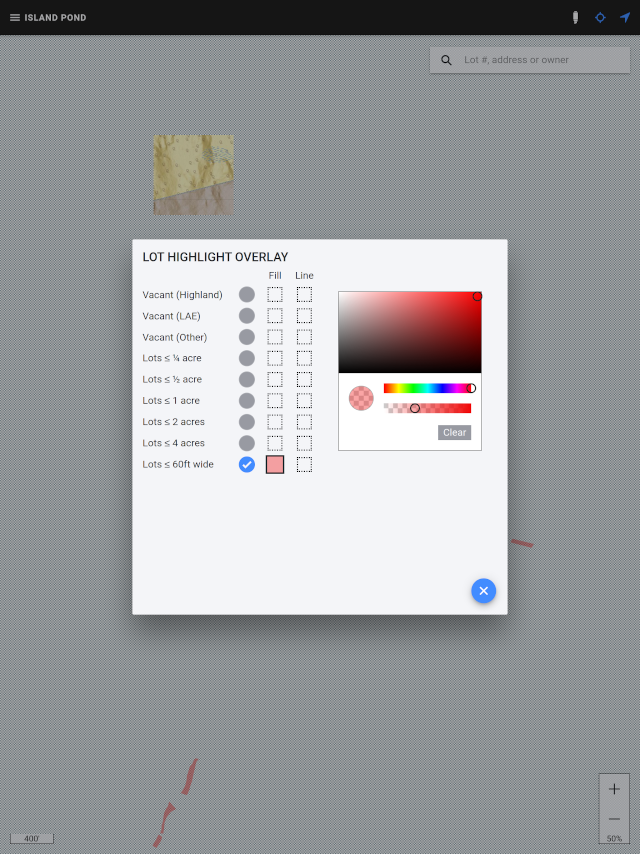 ISLAND POND
Lot #, address or owner
LOT HIGHLIGHT OVERLAY
Fill Line
Vacant (Highland)
Vacant (LAE)
Vacant (Other)
Lots ≤ ¼ acre
Lots ≤ ½ acre
Lots ≤ 1 acre
Lots ≤ 2 acres
Lots ≤ 4 acres
Lots ≤ 60ft wide
Clear
400'
50%